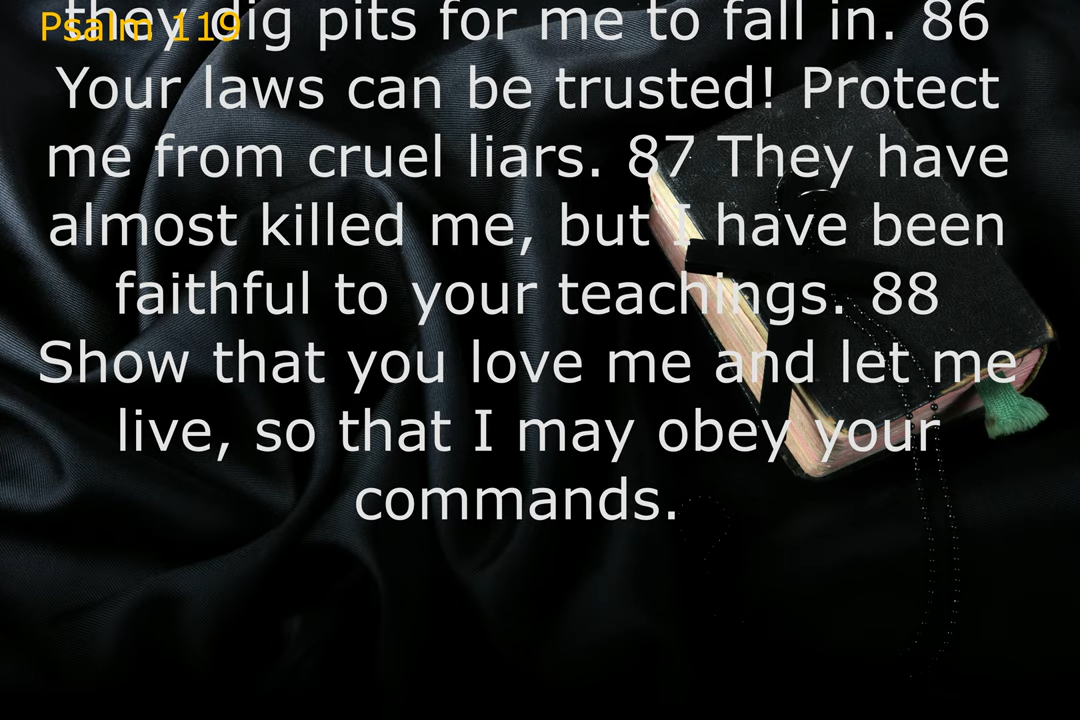 Psalm 119
they dig pits for me to fall in. 86
Your laws can be trusted! Protect
me from cruel liars. 87 They have
almost killed me, but I have been
faithful to your teachings. 88
Show that you love me and let me
live, so that I may obey your
commands.